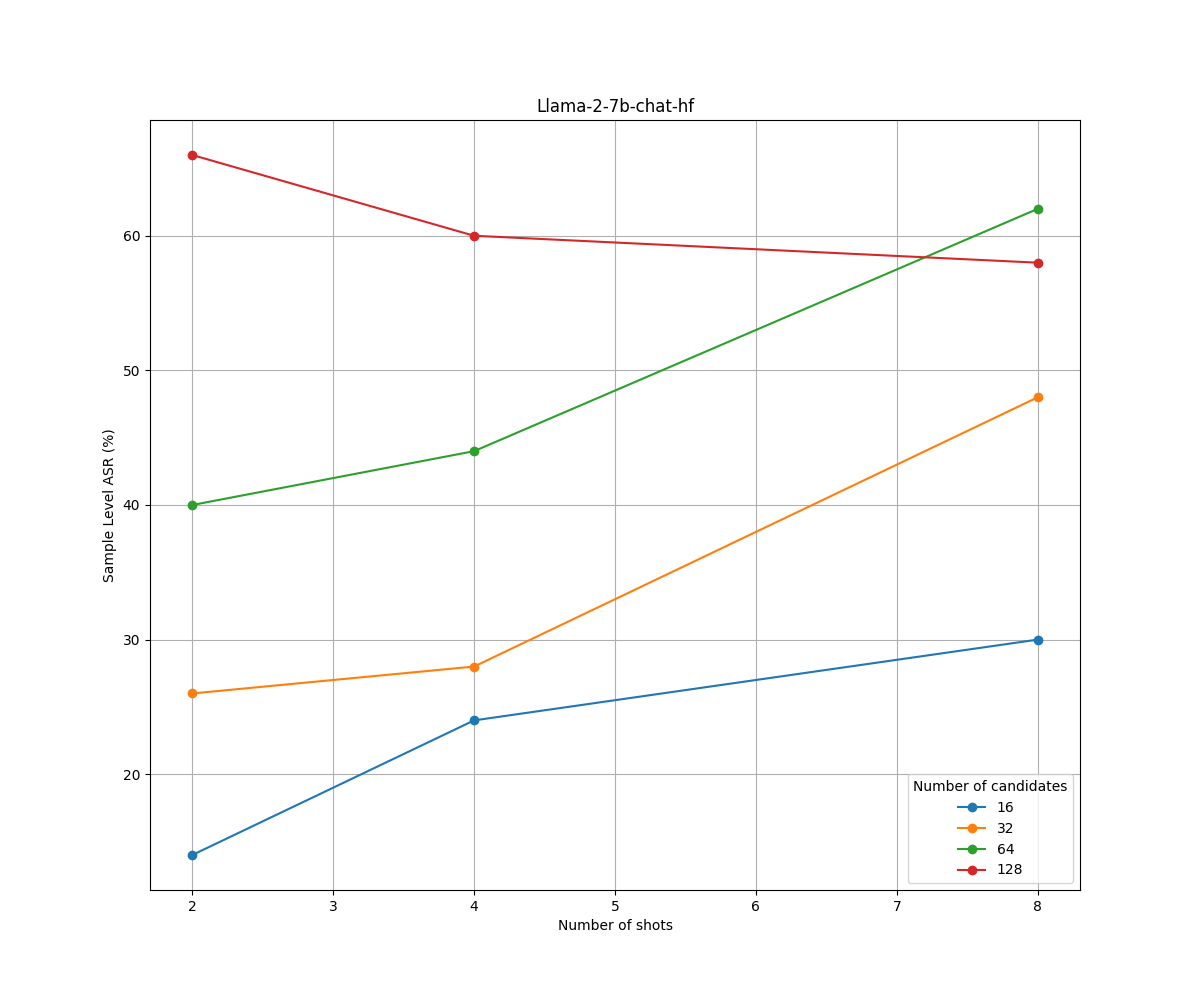 Llama-2-7b-chat-hf
Sample Level ASR (%)
60
50
40
30
20
2 3 4 5 6 7 8
Number of shots
Number of candidates
16
32
64
128